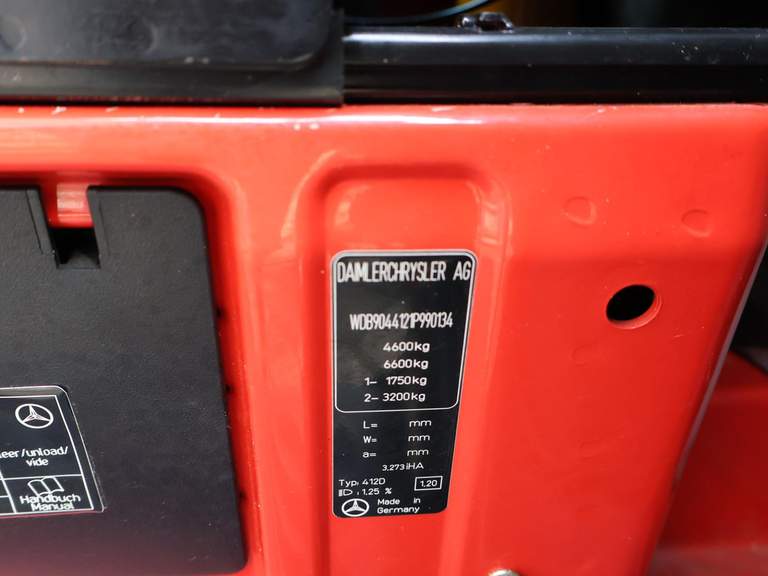 DAIMLERCHRYSLER AG
WDB9044121P990134
4600kg
6600kg
1- 1750kg
2- 3200kg
L= mm
W= mm
a= mm
3.273 iHA
Typ: 412D
: 1.25 % 1.20
Made in
Germany
leer/unload/
vide
Handbuch
Manual